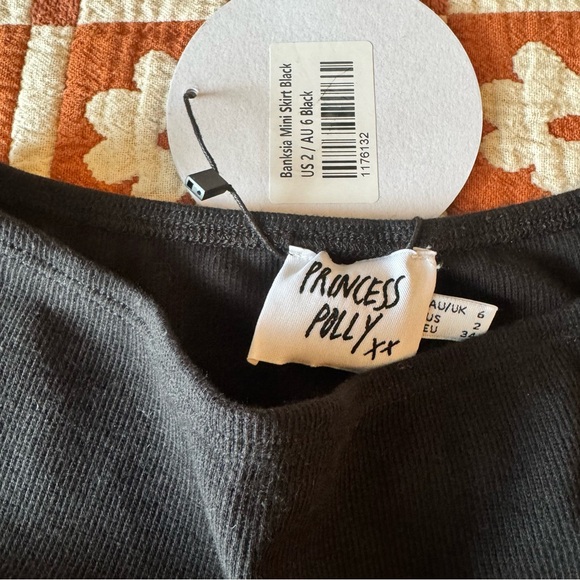 Banksia Mini Skirt Black
US 2 / AU 6 Black
1176132
PRINCESS
POLLY
xx
AU/UK 6
US 2
EU 34